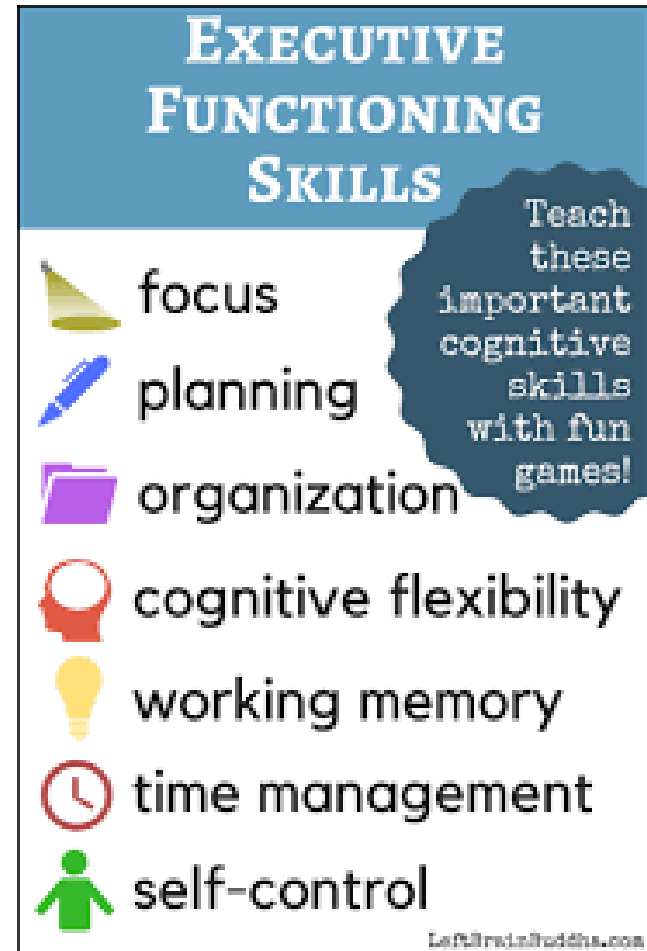 EXECUTIVE
FUNCTIONING
SKILLS
Teach
these
important
cognitive
skills
with fun
games!
focus
planning
organization
cognitive flexibility
working memory
time management
self-control
LeftBrainBuddha.com